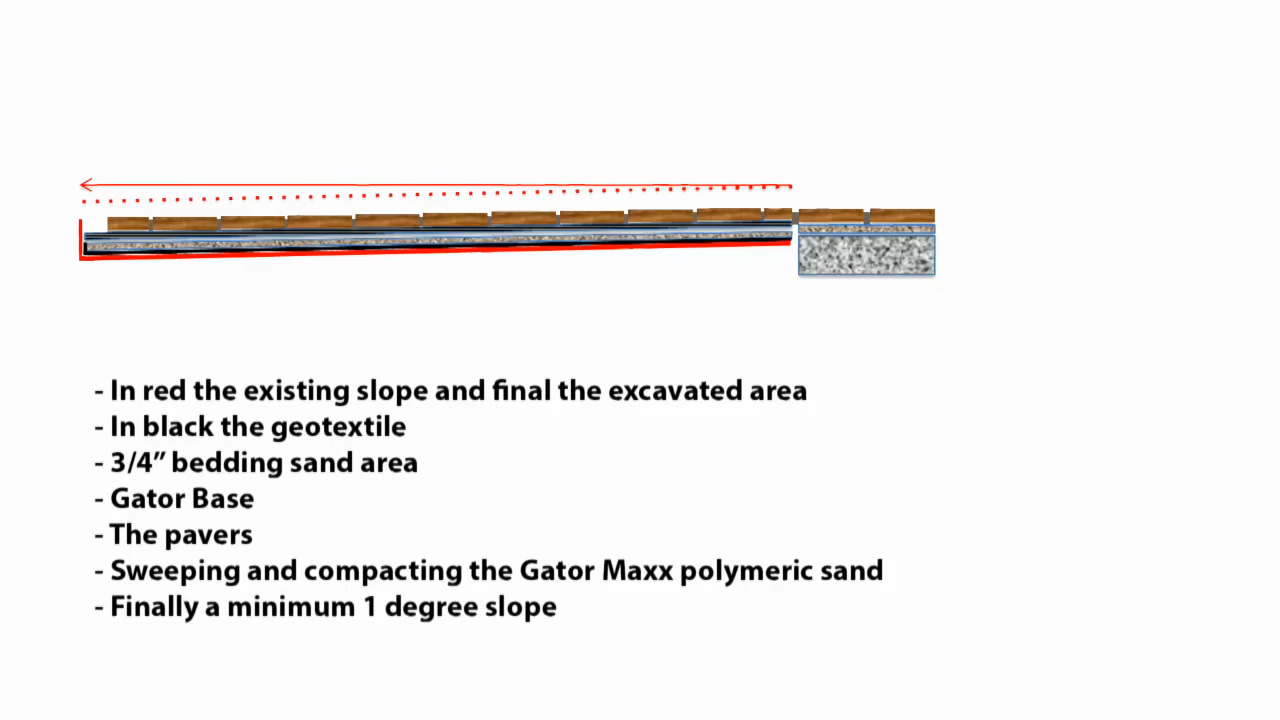 - In red the existing slope and final the excavated area
- In black the geotextile
- 3/4” bedding sand area
- Gator Base
- The pavers
- Sweeping and compacting the Gator Maxx polymeric sand
- Finally a minimum 1 degree slope